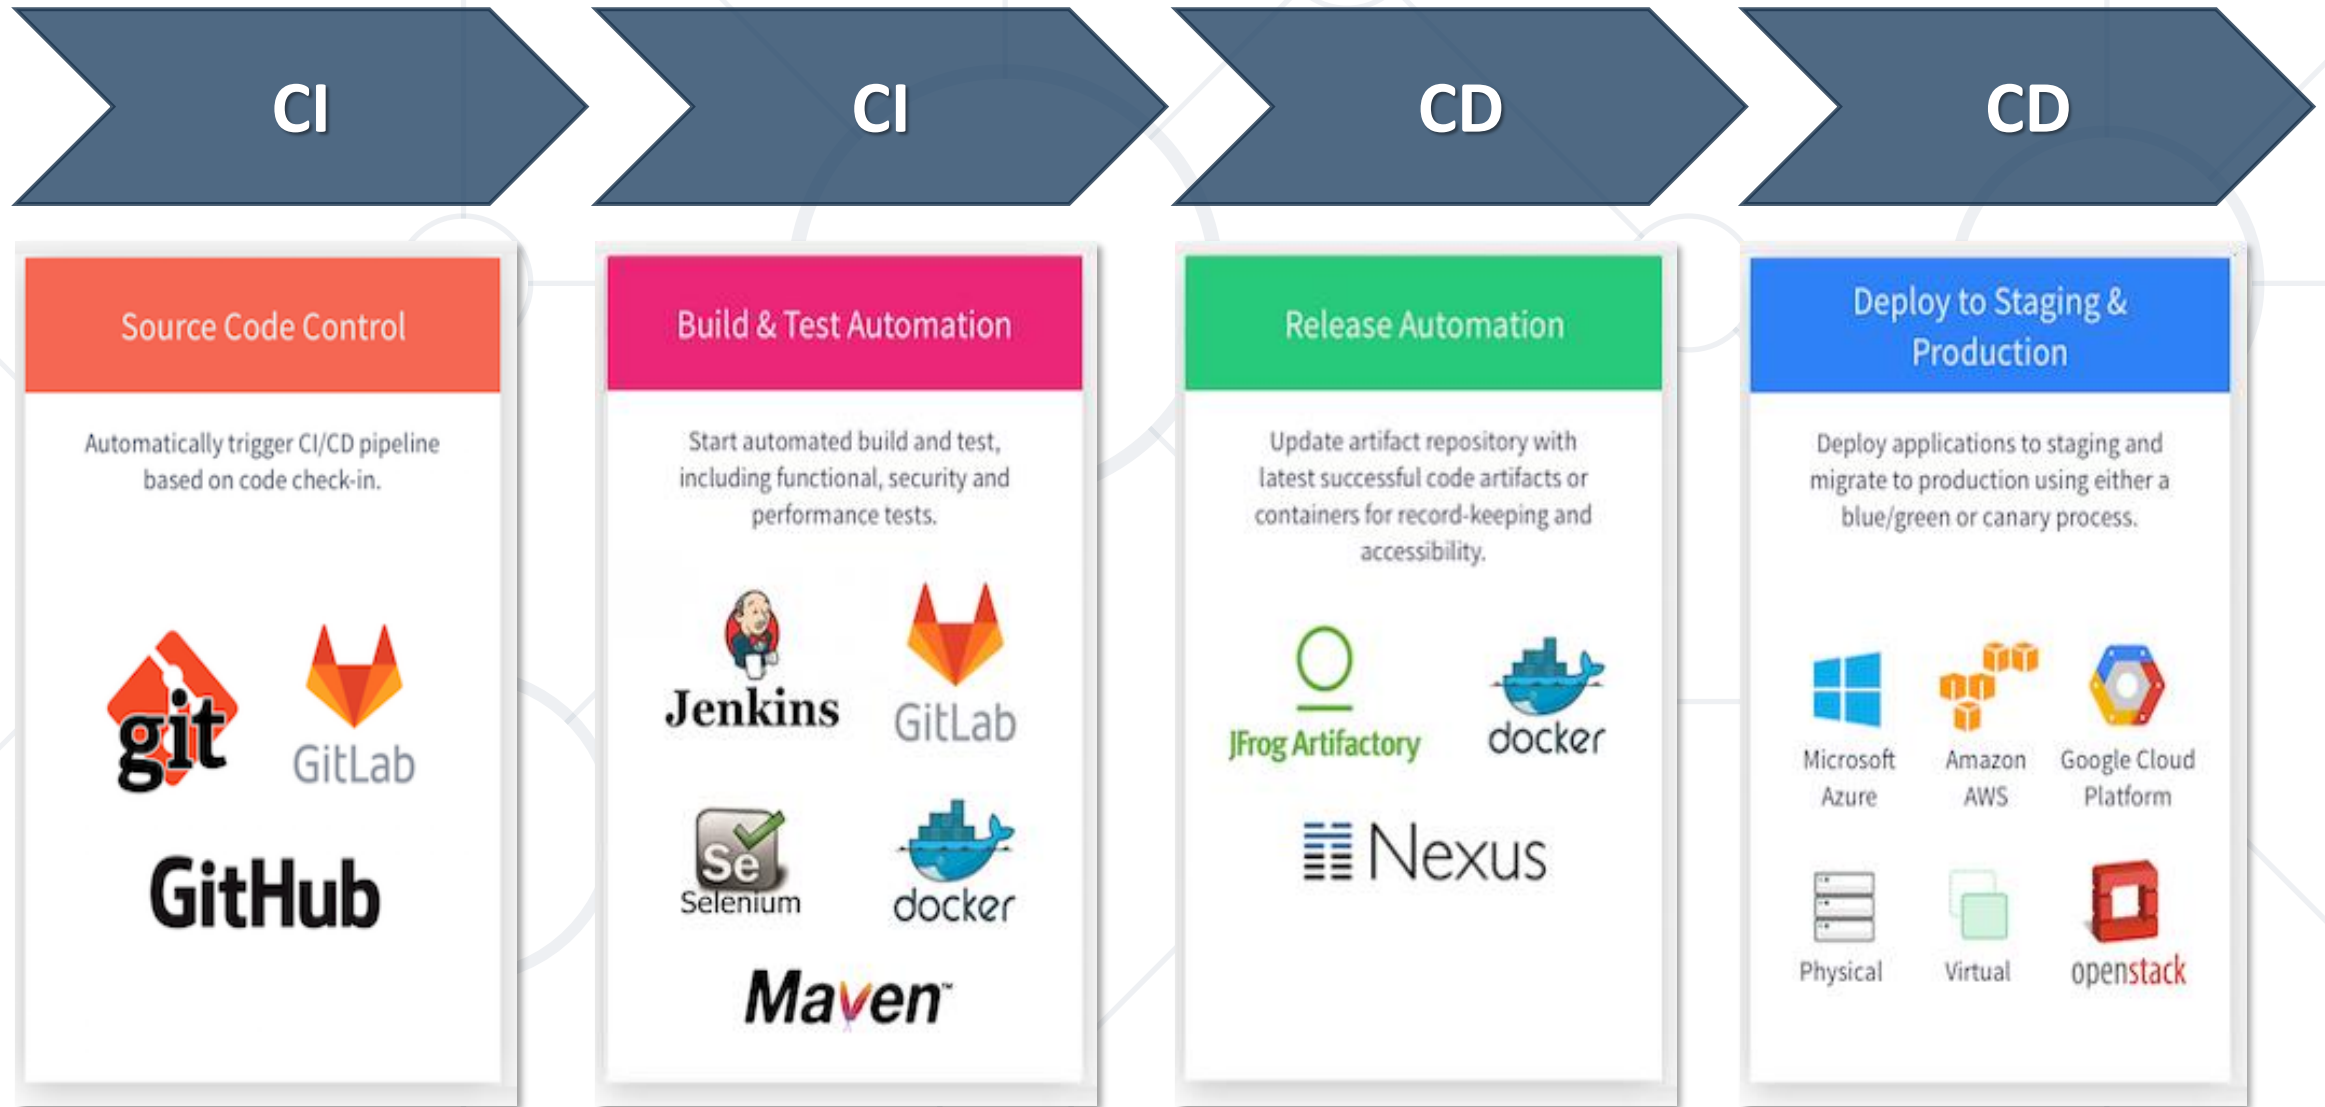 CI
CI
CD
CD
Source Code Control
Automatically trigger CI/CD pipeline
based on code check-in.
git
GitLab
GitHub
Build & Test Automation
Start automated build and test,
including functional, security and
performance tests.
Jenkins
GitLab
Se
Selenium
docker
Maven™
Release Automation
Update artifact repository with
latest successful code artifacts or
containers for record-keeping and
accessibility.
JFrog Artifactory
docker
Nexus
Deploy to Staging &
Production
Deploy applications to staging and
migrate to production using either a
blue/green or canary process.
Microsoft
Azure
Amazon
AWS
Google Cloud
Platform
Physical
Virtual
openstack